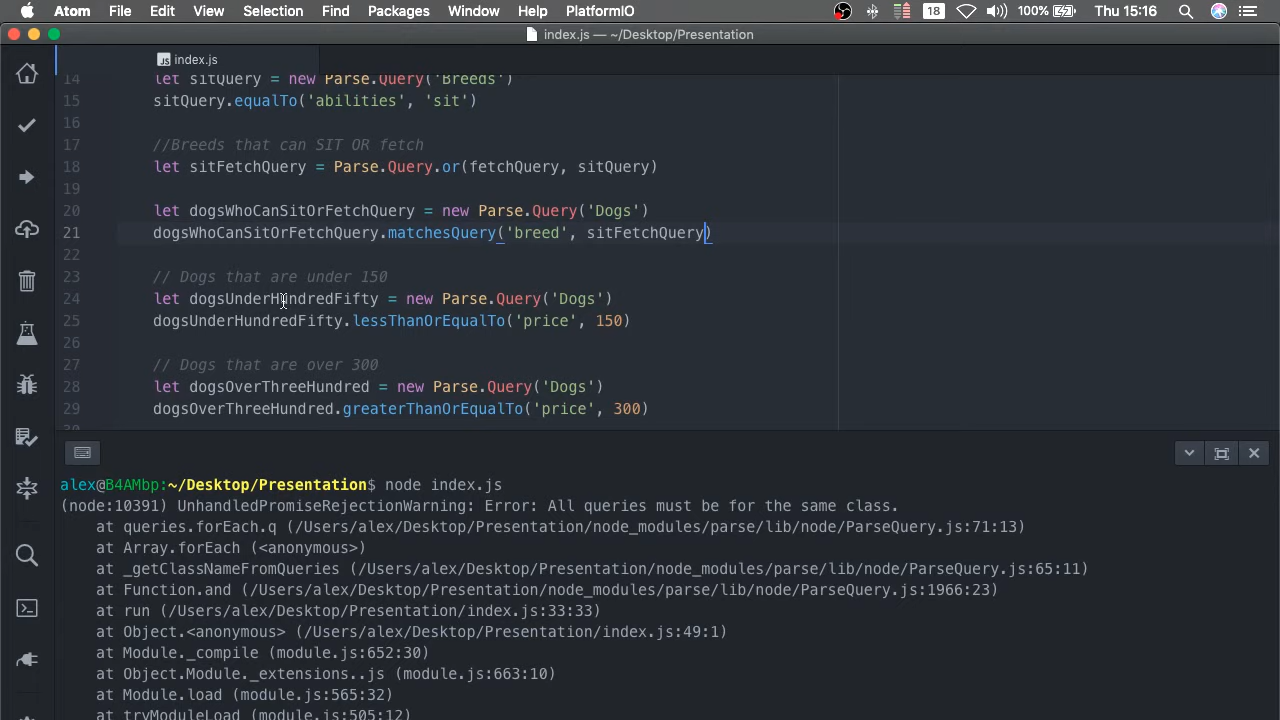 Atom File Edit View Selection Find Packages Window Help PlatformIO 18 100% Thu 15:16
index.js — ~/Desktop/Presentation
index.js
14 let sitQuery = new Parse.Query('Breeds')
15 sitQuery.equalTo('abilities', 'sit')
16
17 //Breeds that can SIT OR fetch
18 let sitFetchQuery = Parse.Query.or(fetchQuery, sitQuery)
19
20 let dogsWhoCanSitOrFetchQuery = new Parse.Query('Dogs')
21 dogsWhoCanSitOrFetchQuery.matchesQuery('breed', sitFetchQuery)
22
23 // Dogs that are under 150
24 let dogsUnderHundredFifty = new Parse.Query('Dogs')
25 dogsUnderHundredFifty.lessThanOrEqualTo('price', 150)
26
27 // Dogs that are over 300
28 let dogsOverThreeHundred = new Parse.Query('Dogs')
29 dogsOverThreeHundred.greaterThanOrEqualTo('price', 300)
30
alex@B4AMbp:~/Desktop/Presentation$ node index.js
(node:10391) UnhandledPromiseRejectionWarning: Error: All queries must be for the same class.
at queries.forEach.q (/Users/alex/Desktop/Presentation/node_modules/parse/lib/node/ParseQuery.js:71:13)
at Array.forEach (<anonymous>)
at _getClassNameFromQueries (/Users/alex/Desktop/Presentation/node_modules/parse/lib/node/ParseQuery.js:65:11)
at Function.and (/Users/alex/Desktop/Presentation/node_modules/parse/lib/node/ParseQuery.js:1966:23)
at run (/Users/alex/Desktop/Presentation/index.js:33:33)
at Object.<anonymous> (/Users/alex/Desktop/Presentation/index.js:49:1)
at Module._compile (module.js:652:30)
at Object.Module._extensions..js (module.js:663:10)
at Module.load (module.js:565:32)
at tryModuleLoad (module.js:505:12)